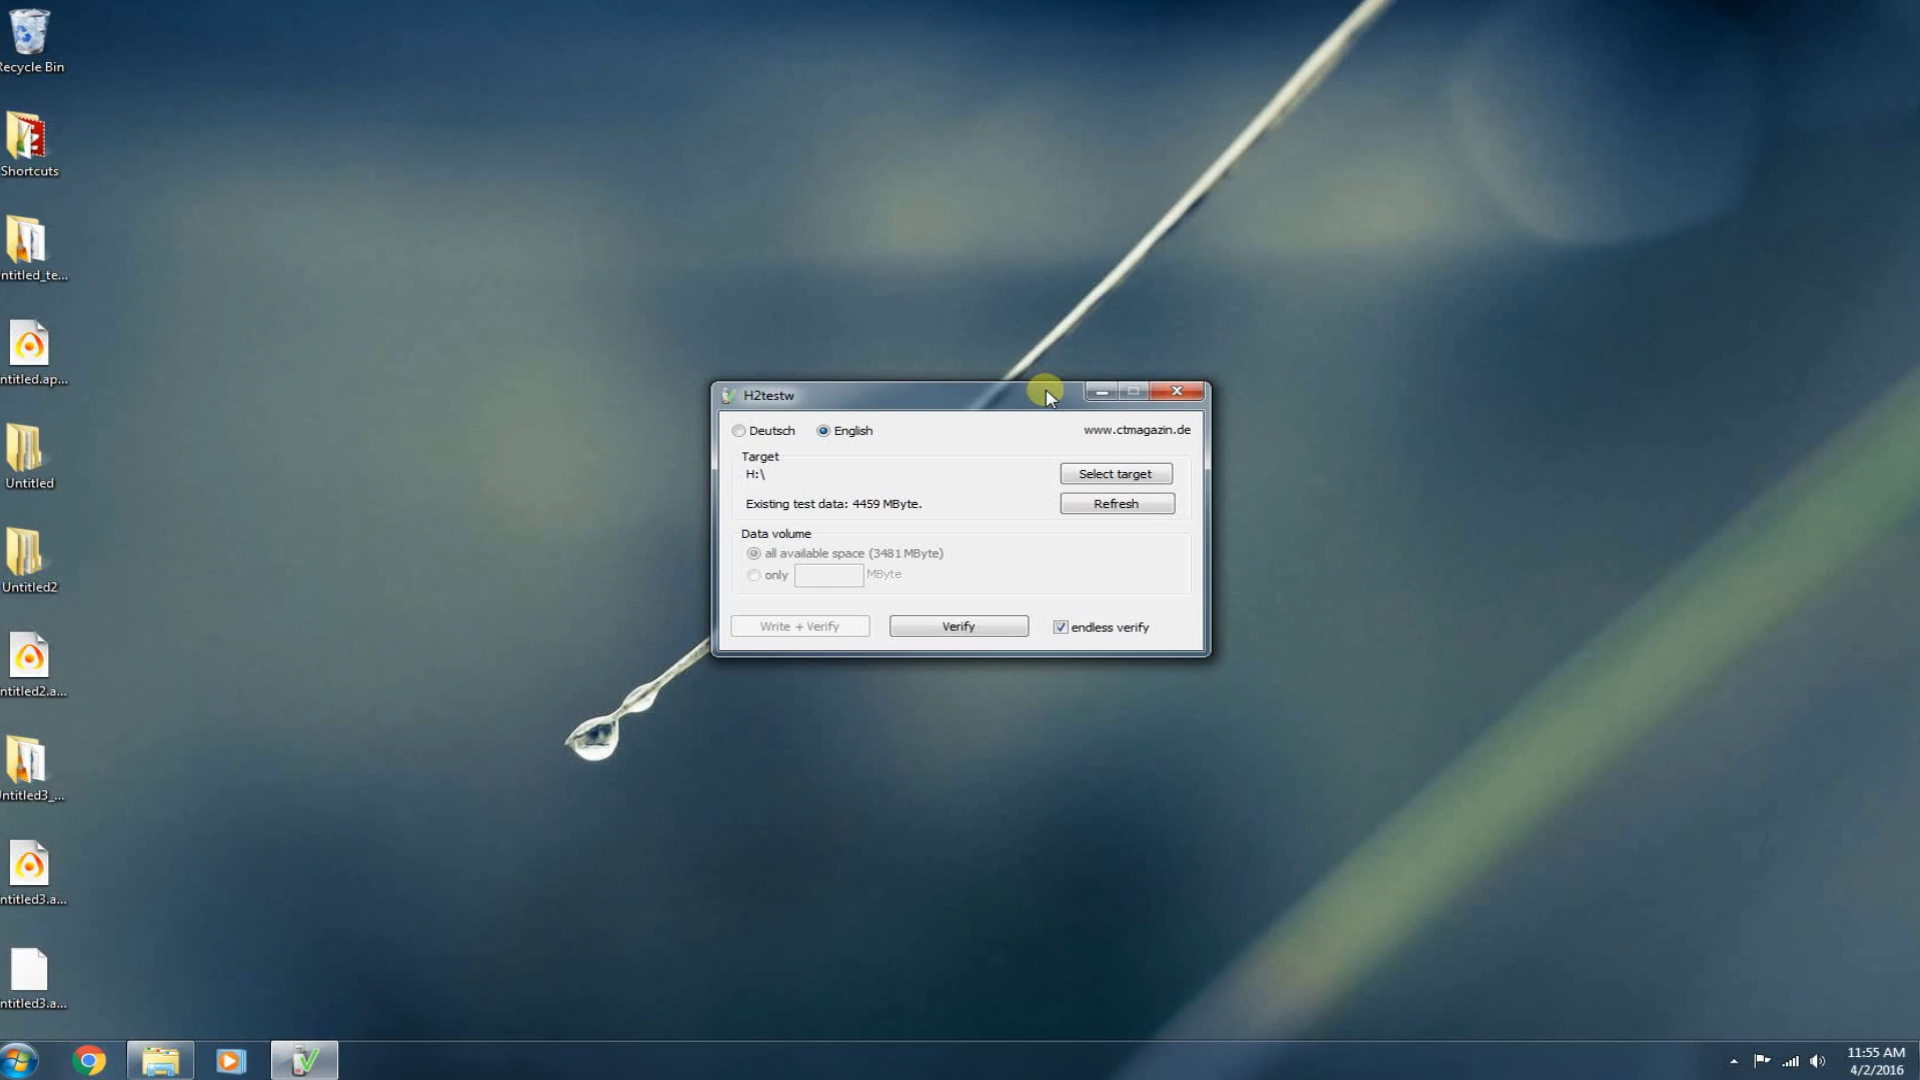 Recycle Bin
Shortcuts
ntitled_te...
ntitled.ap...
Untitled
Untitled2
ntitled2.a...
Untitled3_...
ntitled3.a...
ntitled3.a...
H2testw
Deutsch English www.ctmagazin.de
Target
H:\ Select target
Existing test data: 4459 MByte. Refresh
Data volume
all available space (3481 MByte)
only MByte
Write + Verify Verify endless verify
11:55 AM
4/2/2016